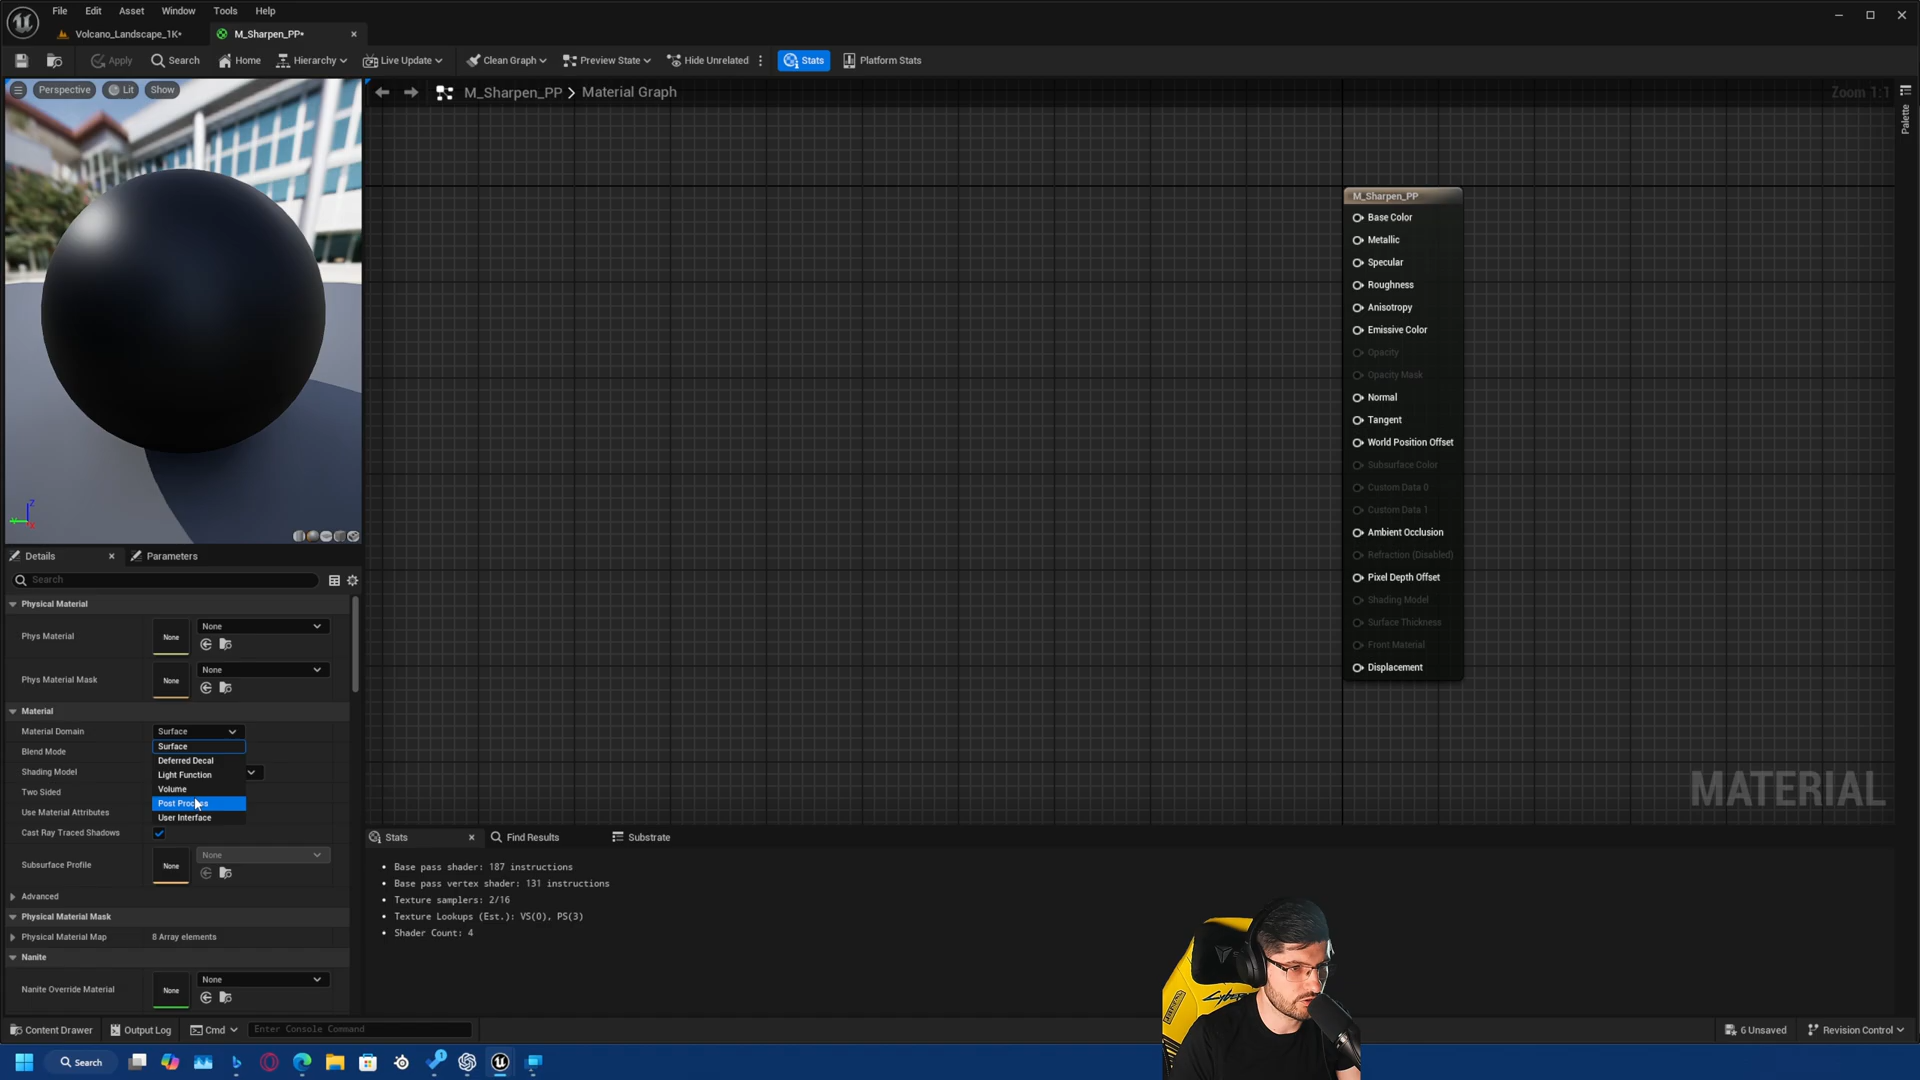 File Edit Asset Window Tools Help
Volcano_Landscape_1K*
M_Sharpen_PP*
Apply Search Home Hierarchy Live Update Clean Graph Preview State Hide Unrelated Stats Platform Stats
Perspective Lit Show
M_Sharpen_PP > Material Graph
Zoom 1:1
Palette
M_Sharpen_PP
Base Color
Metallic
Specular
Roughness
Anisotropy
Emissive Color
Opacity
Opacity Mask
Normal
Tangent
World Position Offset
Subsurface Color
Custom Data 0
Custom Data 1
Ambient Occlusion
Refraction (Disabled)
Pixel Depth Offset
Shading Model
Surface Thickness
Front Material
Displacement
MATERIAL
Details Parameters
Search
Physical Material
Phys Material None None
Phys Material Mask None None
Material
Material Domain Surface
Surface
Blend Mode
Deferred Decal
Shading Model
Light Function
Two Sided
Volume
Post Process
Use Material Attributes
User Interface
Cast Ray Traced Shadows
Subsurface Profile None None
Advanced
Physical Material Mask
Physical Material Map 8 Array elements
Nanite
Nanite Override Material None None
Stats Find Results Substrate
Base pass shader: 187 instructions
Base pass vertex shader: 131 instructions
Texture samplers: 2/16
Texture Lookups (Est.): VS(0), PS(3)
Shader Count: 4
Content Drawer Output Log Cmd Enter Console Command
6 Unsaved Revision Control
Search